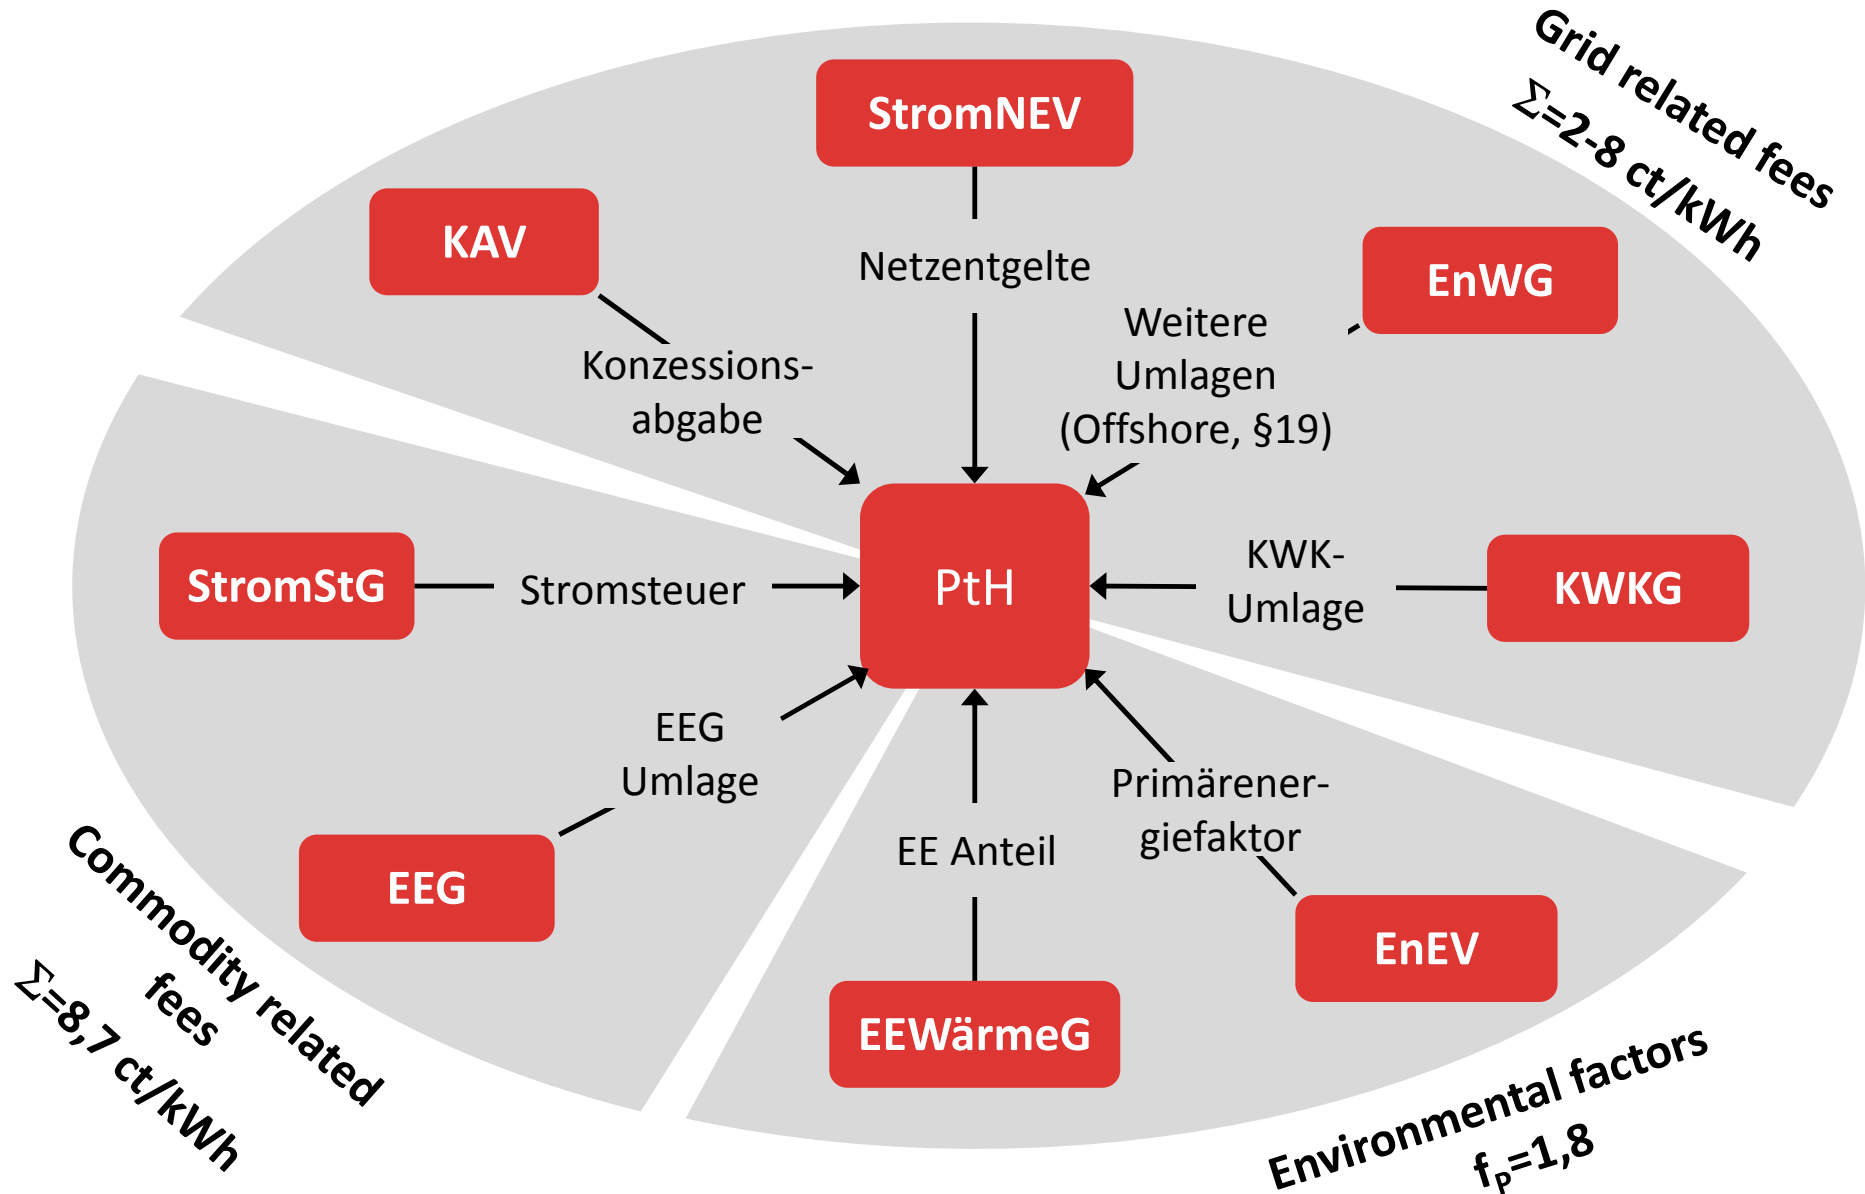 Grid related fees
Σ=2-8 ct/kWh
StromNEV
KAV
EnWG
Netzentgelte
Weitere
Umlagen
(Offshore, §19)
Konzessions-
abgabe
StromStG
Stromsteuer
PtH
KWK-
Umlage
KWKG
EEG
Umlage
EEG
Primärener-
giefaktor
EE Anteil
EnEV
EEWärmeG
Commodity related
fees
Σ=8,7 ct/kWh
Environmental factors
fP=1,8